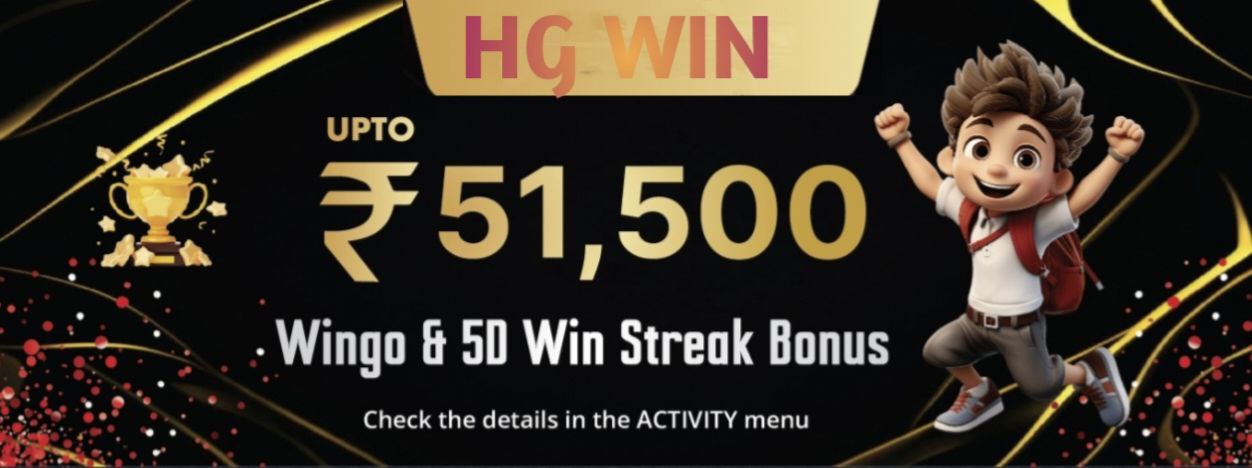 HG WIN
UPTO
₹51,500
Wingo & 5D Win Streak Bonus
Check the details in the ACTIVITY menu